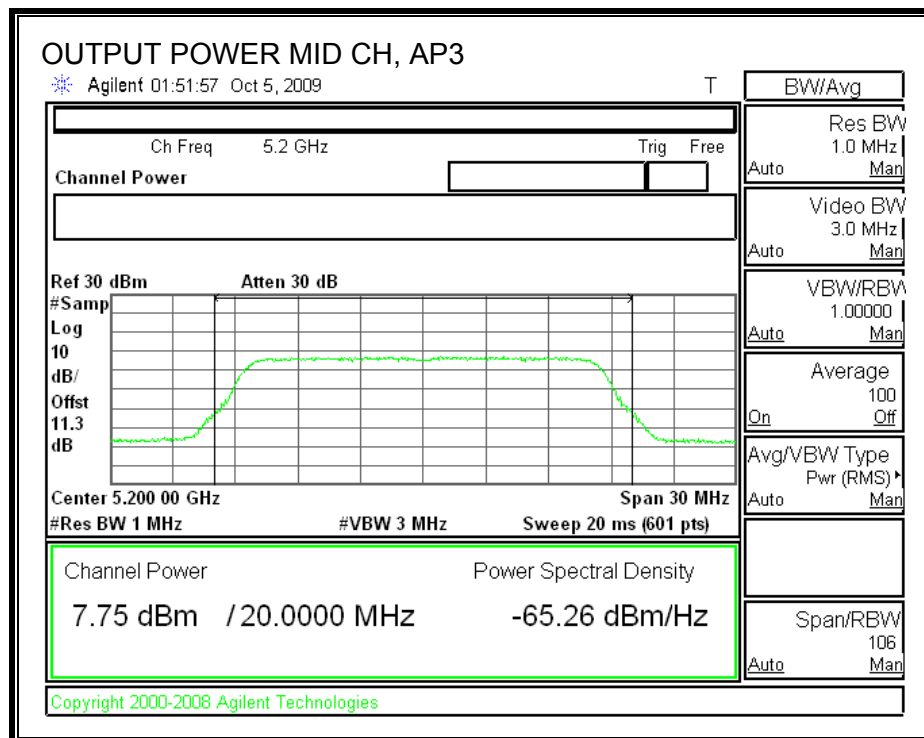 OUTPUT POWER MID CH, AP3
Agilent 01:51:57 Oct 5, 2009 T
Ch Freq 5.2 GHz Trig Free
Channel Power
Ref 30 dBm Atten 30 dB
#Samp
Log
10
dB/
Offst
11.3
dB
Center 5.200 00 GHz Span 30 MHz
#Res BW 1 MHz #VBW 3 MHz Sweep 20 ms (601 pts)
Channel Power Power Spectral Density
7.75 dBm / 20.0000 MHz -65.26 dBm/Hz
Copyright 2000-2008 Agilent Technologies
BW/Avg
Res BW
1.0 MHz
Auto Man
Video BW
3.0 MHz
Auto Man
VBW/RBW
1.00000
Auto Man
Average
100
On Off
Avg/VBW Type
Pwr (RMS)
Auto Man
Span/RBW
106
Auto Man